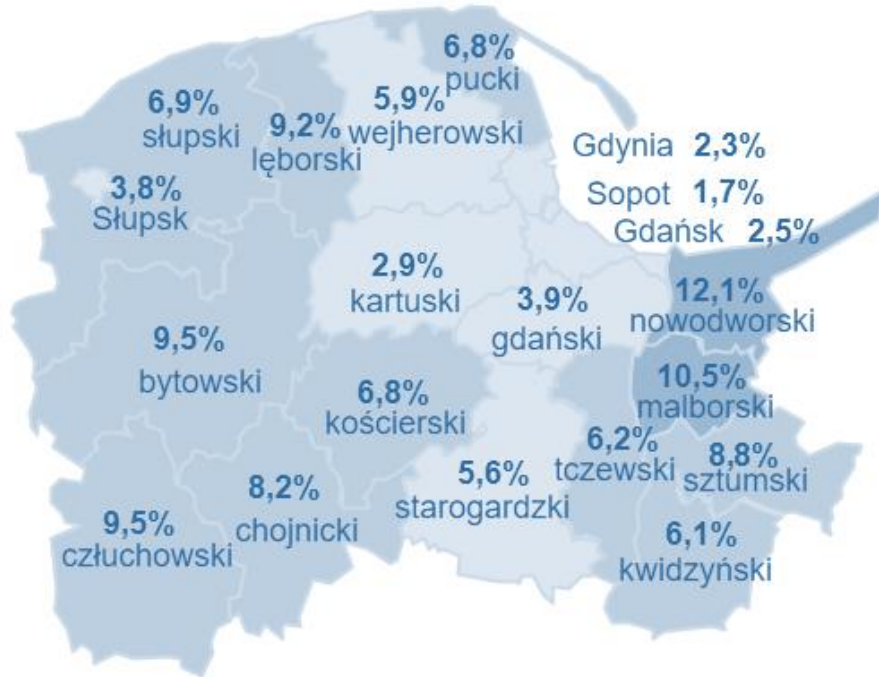 6,8%
pucki
6,9%
słupski
9,2%
lęborski
5,9%
wejherowski
Gdynia 2,3%
Sopot 1,7%
Gdańsk 2,5%
3,8%
Słupsk
2,9%
kartuski
3,9%
gdański
12,1%
nowodworski
9,5%
bytowski
6,8%
kościerski
10,5%
malborski
6,2%
tczewski
8,8%
sztumski
5,6%
starogardzki
8,2%
chojnicki
9,5%
człuchowski
6,1%
kwidzyński